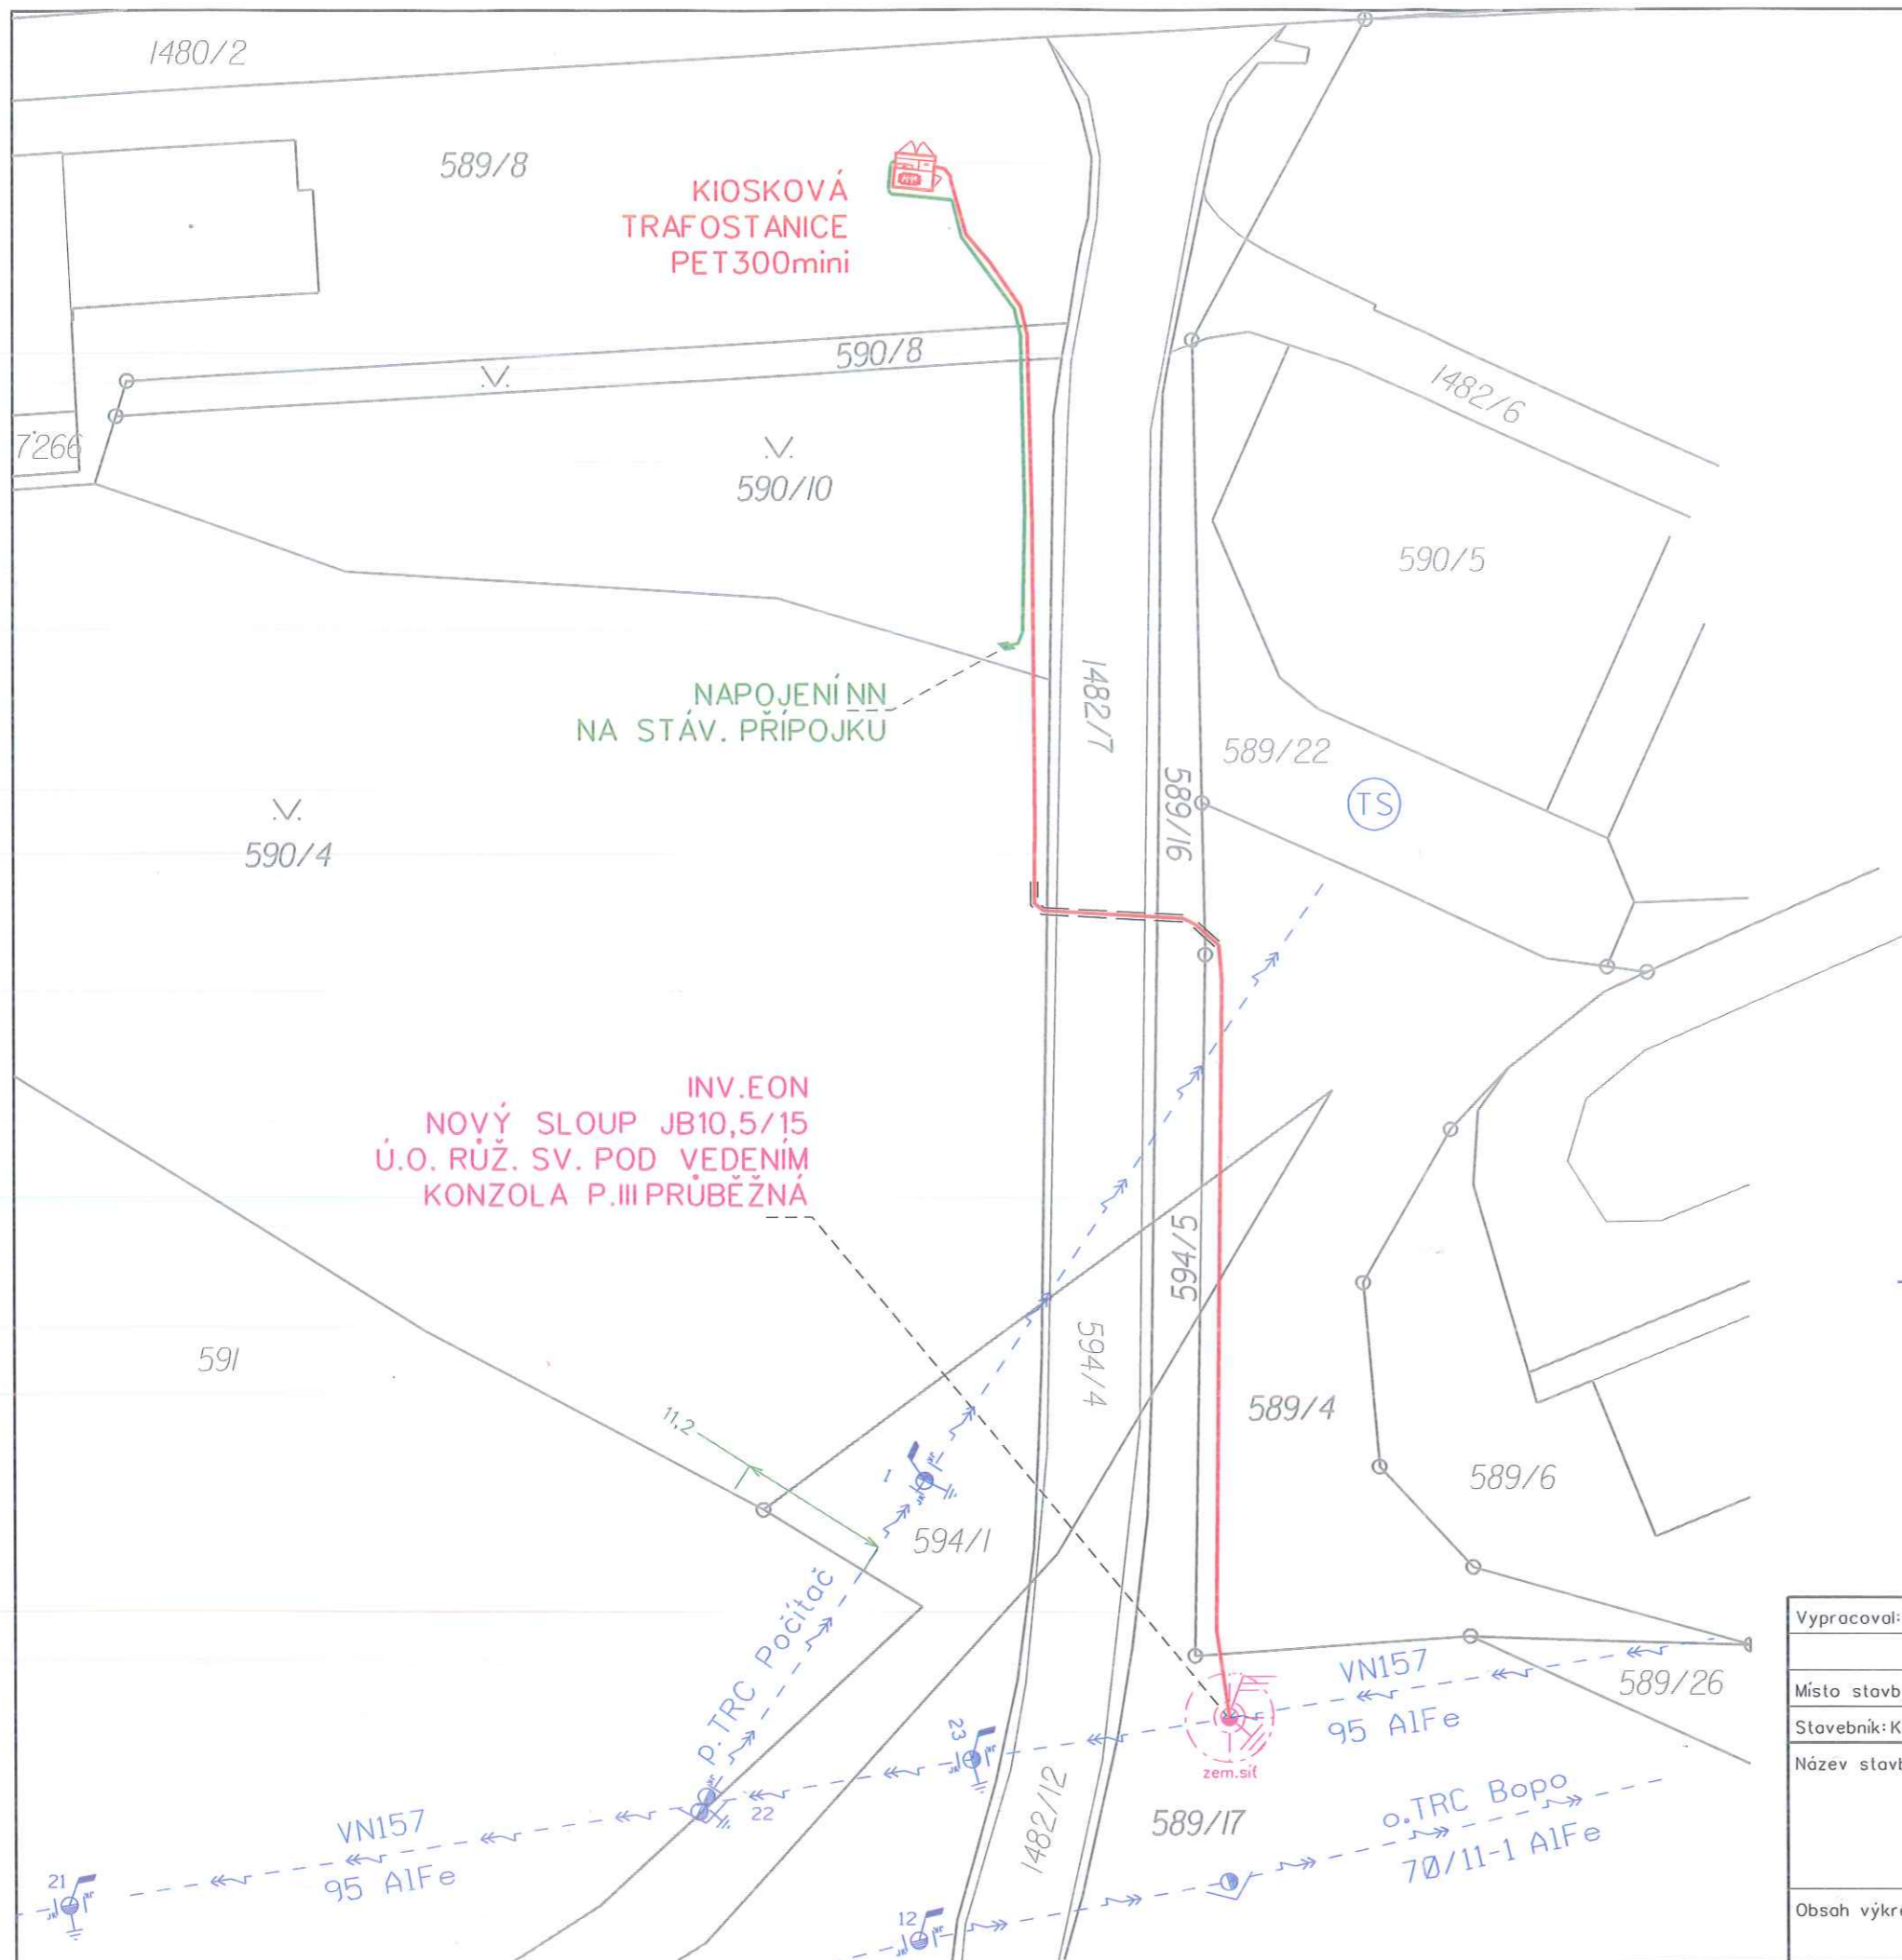 1480/2
589/8
KIOSKOVÁ
TRAFOSTANICE
PET300mini
590/8
.V.
7266
.V.
590/10
1482/6
590/5
1482/7
NAPOJENÍ NN
NA STÁV. PŘÍPOJKU
589/22
589/16
TS
.V.
590/4
INV.EON
NOVÝ SLOUP JB10,5/15
Ú.O. RŮŽ. SV. POD VEDENÍM
KONZOLA P.III PRŮBĚŽNÁ
594/5
591
594/4
589/4
11,2
1
589/6
594/1
p.TRC Počítač
Vypracoval:
VN157
95 AlFe
589/26
Místo stavb
Stavebník: K
Název stavb
23
zem.síť
22
1482/12
589/17
o.TRC Bopo
70/11-1 AlFe
VN157
95 AlFe
21
12
Obsah výkre